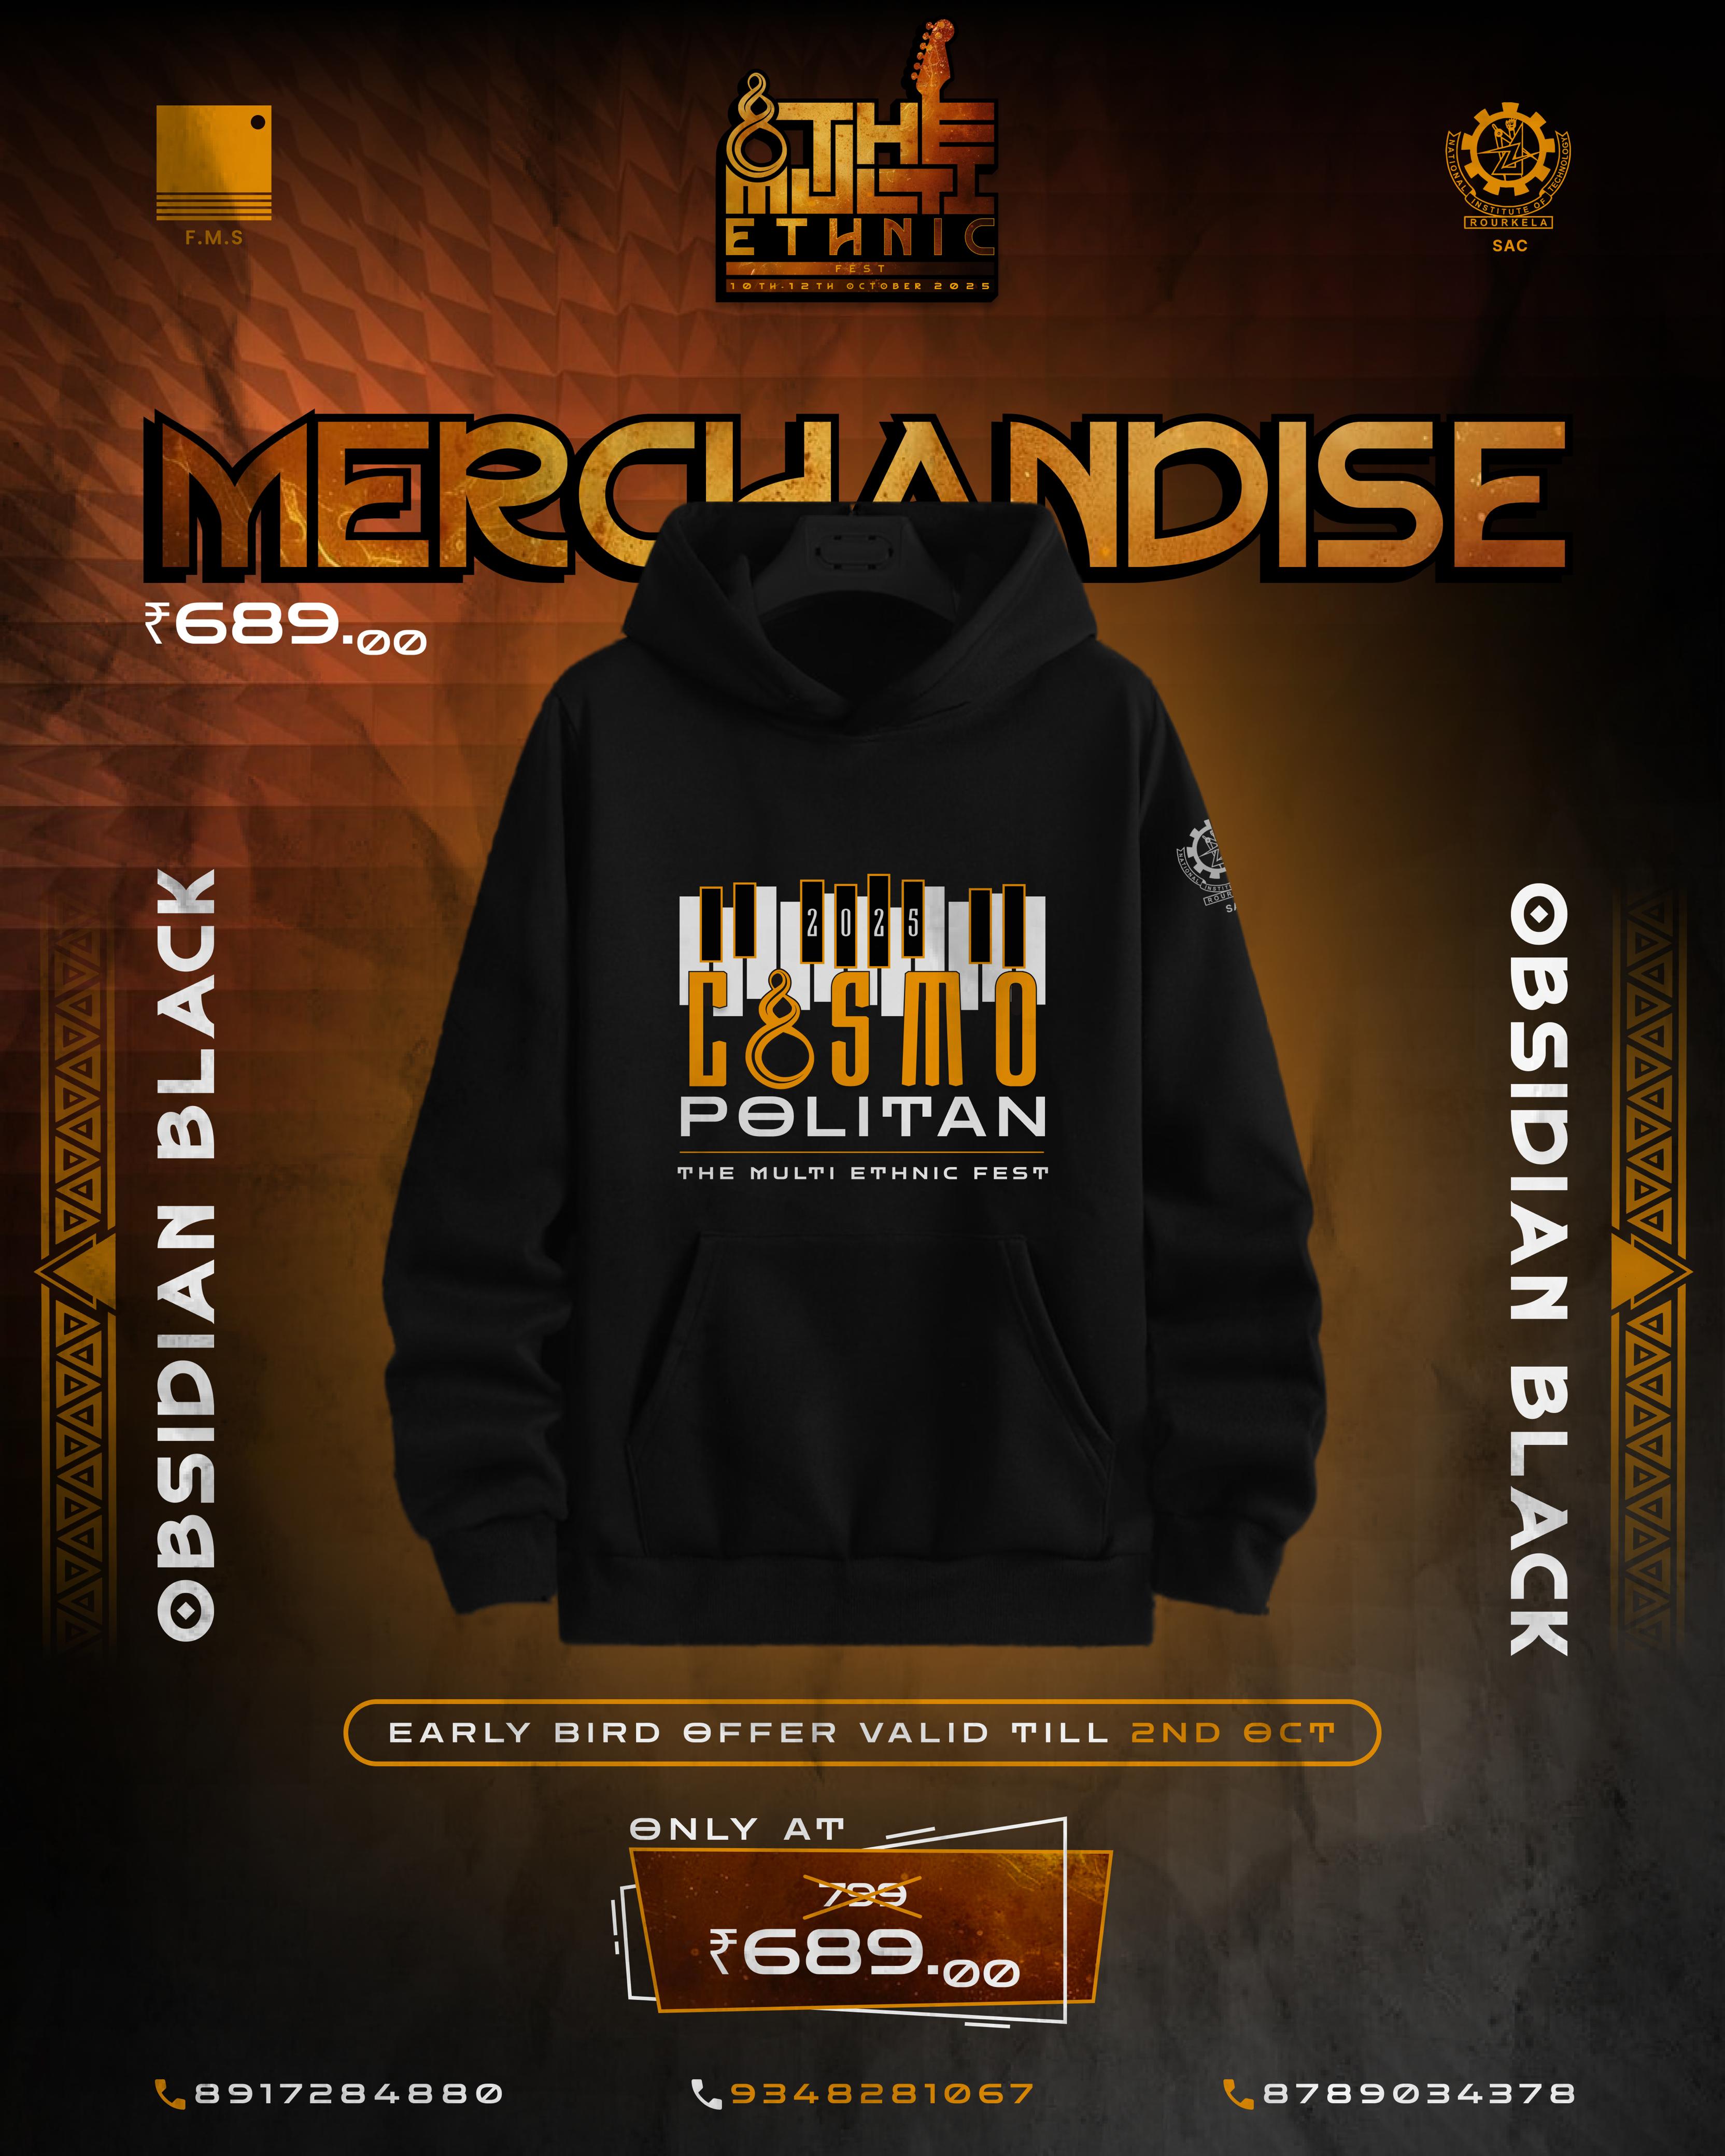 8THE
MULTI
ETHNIC
FEST
10TH-12TH OCTOBER 2025
F.M.S
NATIONAL INSTITUTE OF TECHNOLOGY
ROURKELA
SAC
MERCHANDISE
₹689.00
OBSIDIAN BLACK
OBSIDIAN BLACK
2025
C8SMO
POLITAN
THE MULTI ETHNIC FEST
EARLY BIRD OFFER VALID TILL 2ND OCT
ONLY AT
799
₹689.00
8917284880
9348281067
8789034378